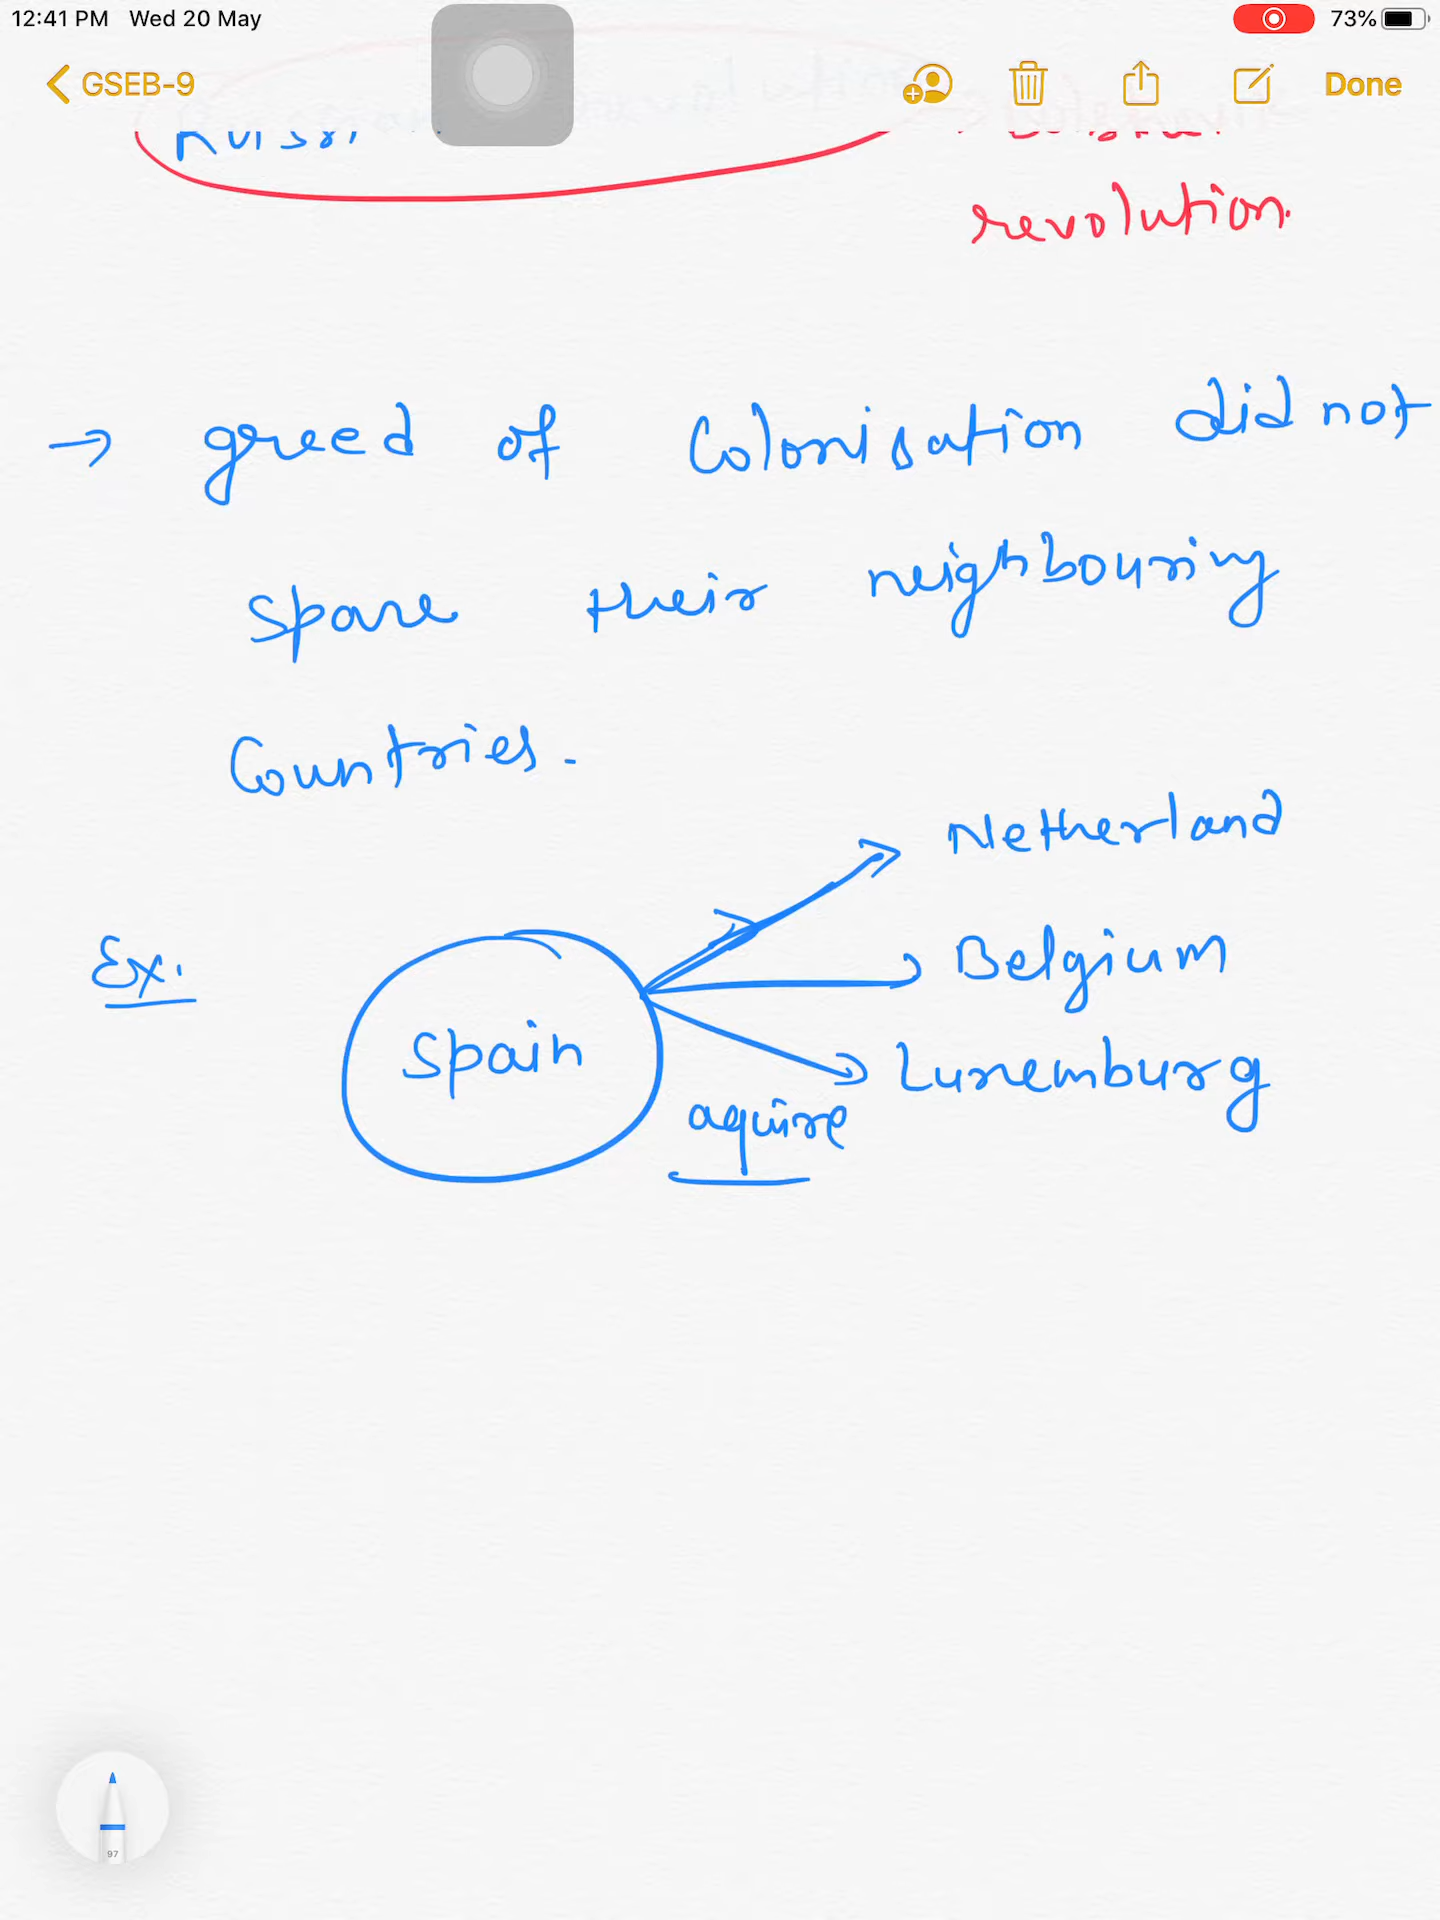 12:41 PM Wed 20 May
73%
GSEB-9
Done
revolution.
→ greed of Colonisation did not
spare their neighbouring
Countries.
Netherland
Ex.
Belgium
Spain
Luxemburg
aquire
97